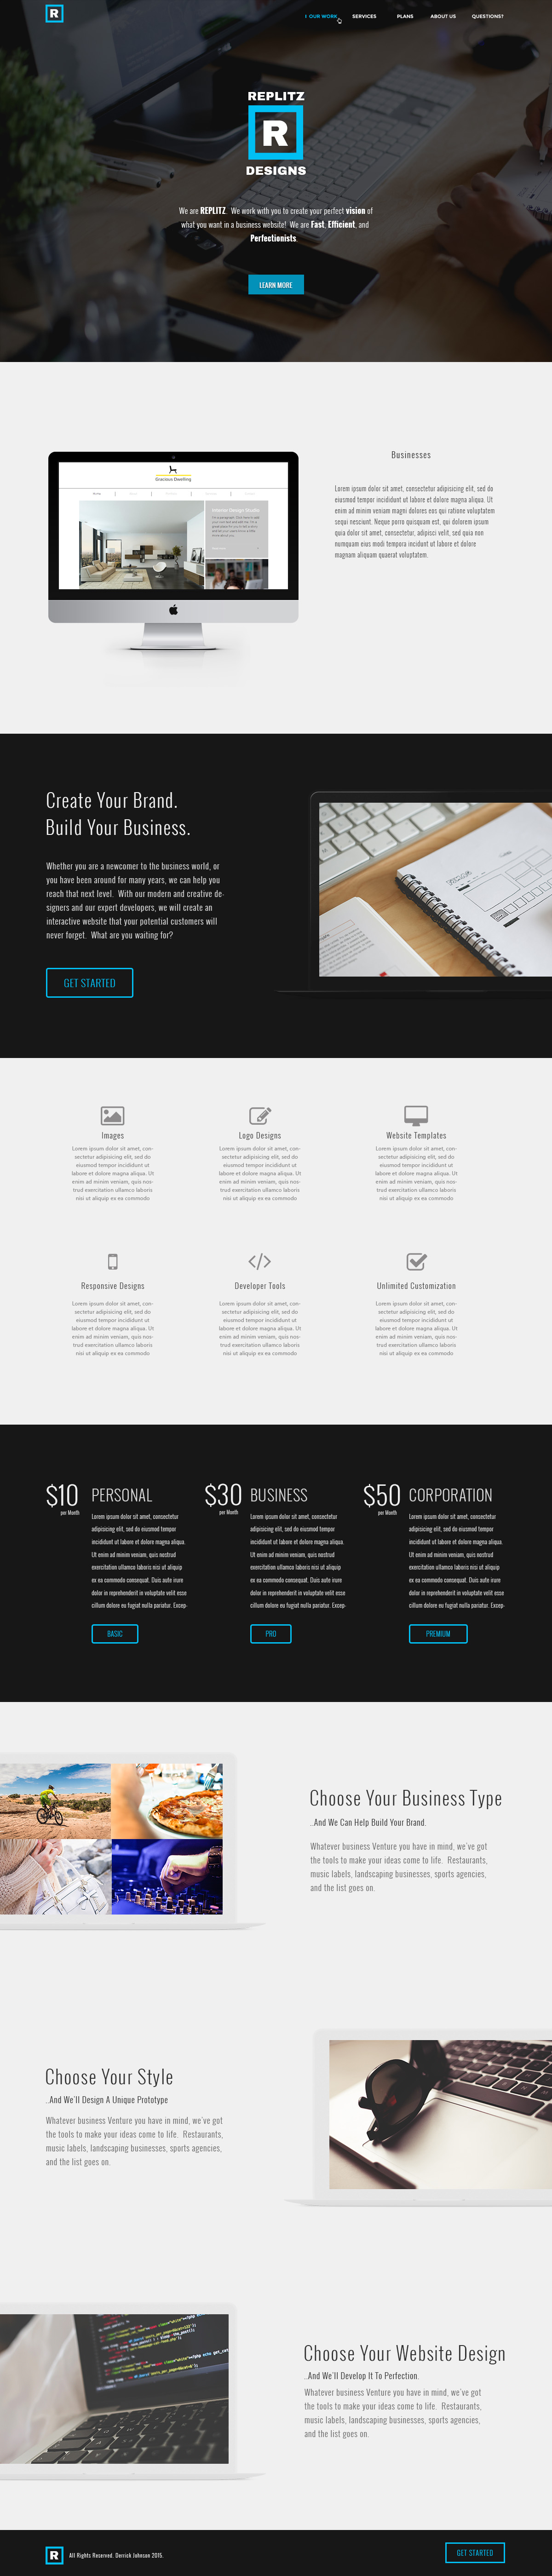 R
OUR WORK SERVICES PLANS ABOUT US QUESTIONS?
REPLITZ
R
DESIGNS
We are REPLITZ. We work with you to create your perfect vision of
what you want in a business website! We are Fast, Efficient, and
Perfectionists.
LEARN MORE
Gracious Dwelling
Interior Design Studio
Businesses
Lorem ipsum dolor sit amet, consectetur adipisicing elit, sed do
eiusmod tempor incididunt ut labore et dolore magna aliqua. Ut
enim ad minim veniam magni dolores eos qui ratione voluptatem
sequi nesciunt. Neque porro quisquam est, qui dolorem ipsum
quia dolor sit amet, consectetur, adipisci velit, sed quia non
numquam eius modi tempora incidunt ut labore et dolore
magnam aliquam quaerat voluptatem.
Create Your Brand.
Build Your Business.
Whether you are a newcomer to the business world, or
you have been around for many years, we can help you
reach that next level. With our modern and creative de-
signers and our expert developers, we will create an
interactive website that your potential customers will
never forget. What are you waiting for?
GET STARTED
Images
Lorem ipsum dolor sit amet, con-
sectetur adipisicing elit, sed do
eiusmod tempor incididunt ut
labore et dolore magna aliqua. Ut
enim ad minim veniam, quis nos-
trud exercitation ullamco laboris
nisi ut aliquip ex ea commodo
Logo Designs
Lorem ipsum dolor sit amet, con-
sectetur adipisicing elit, sed do
eiusmod tempor incididunt ut
labore et dolore magna aliqua. Ut
enim ad minim veniam, quis nos-
trud exercitation ullamco laboris
nisi ut aliquip ex ea commodo
Website Templates
Lorem ipsum dolor sit amet, con-
sectetur adipisicing elit, sed do
eiusmod tempor incididunt ut
labore et dolore magna aliqua. Ut
enim ad minim veniam, quis nos-
trud exercitation ullamco laboris
nisi ut aliquip ex ea commodo
Responsive Designs
Lorem ipsum dolor sit amet, con-
sectetur adipisicing elit, sed do
eiusmod tempor incididunt ut
labore et dolore magna aliqua. Ut
enim ad minim veniam, quis nos-
trud exercitation ullamco laboris
nisi ut aliquip ex ea commodo
Developer Tools
Lorem ipsum dolor sit amet, con-
sectetur adipisicing elit, sed do
eiusmod tempor incididunt ut
labore et dolore magna aliqua. Ut
enim ad minim veniam, quis nos-
trud exercitation ullamco laboris
nisi ut aliquip ex ea commodo
Unlimited Customization
Lorem ipsum dolor sit amet, con-
sectetur adipisicing elit, sed do
eiusmod tempor incididunt ut
labore et dolore magna aliqua. Ut
enim ad minim veniam, quis nos-
trud exercitation ullamco laboris
nisi ut aliquip ex ea commodo
$10
per Month
PERSONAL
Lorem ipsum dolor sit amet, consectetur
adipisicing elit, sed do eiusmod tempor
incididunt ut labore et dolore magna aliqua.
Ut enim ad minim veniam, quis nostrud
exercitation ullamco laboris nisi ut aliquip
ex ea commodo consequat. Duis aute irure
dolor in reprehenderit in voluptate velit esse
cillum dolore eu fugiat nulla pariatur. Excep-
BASIC
$30
per Month
BUSINESS
Lorem ipsum dolor sit amet, consectetur
adipisicing elit, sed do eiusmod tempor
incididunt ut labore et dolore magna aliqua.
Ut enim ad minim veniam, quis nostrud
exercitation ullamco laboris nisi ut aliquip
ex ea commodo consequat. Duis aute irure
dolor in reprehenderit in voluptate velit esse
cillum dolore eu fugiat nulla pariatur. Excep-
PRO
$50
per Month
CORPORATION
Lorem ipsum dolor sit amet, consectetur
adipisicing elit, sed do eiusmod tempor
incididunt ut labore et dolore magna aliqua.
Ut enim ad minim veniam, quis nostrud
exercitation ullamco laboris nisi ut aliquip
ex ea commodo consequat. Duis aute irure
dolor in reprehenderit in voluptate velit esse
cillum dolore eu fugiat nulla pariatur. Excep-
PREMIUM
Choose Your Business Type
..And We Can Help Build Your Brand.
Whatever business Venture you have in mind, we've got
the tools to make your ideas come to life. Restaurants,
music labels, landscaping businesses, sports agencies,
and the list goes on.
Choose Your Style
..And We'll Design A Unique Prototype
Whatever business Venture you have in mind, we've got
the tools to make your ideas come to life. Restaurants,
music labels, landscaping businesses, sports agencies,
and the list goes on.
Choose Your Website Design
..And We'll Develop It To Perfection.
Whatever business Venture you have in mind, we've got
the tools to make your ideas come to life. Restaurants,
music labels, landscaping businesses, sports agencies,
and the list goes on.
R
All Rights Reserved. Derrick Johnson 2015.
GET STARTED